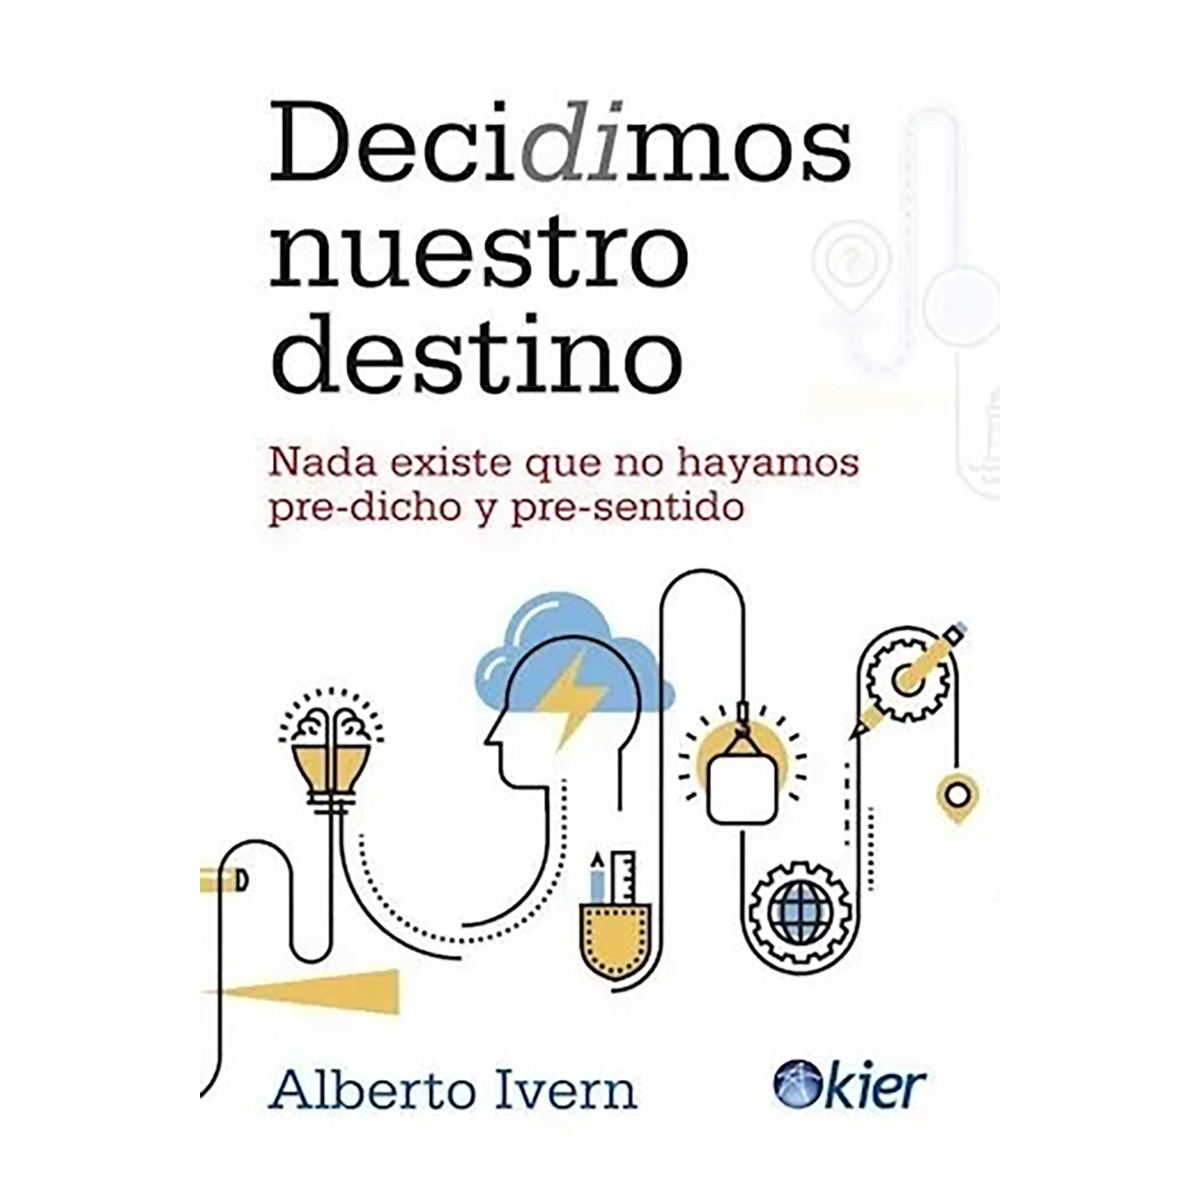 Decidimos
nuestro
destino
Nada existe que no hayamos
pre-dicho y pre-sentido
?
Alberto Ivern
kier